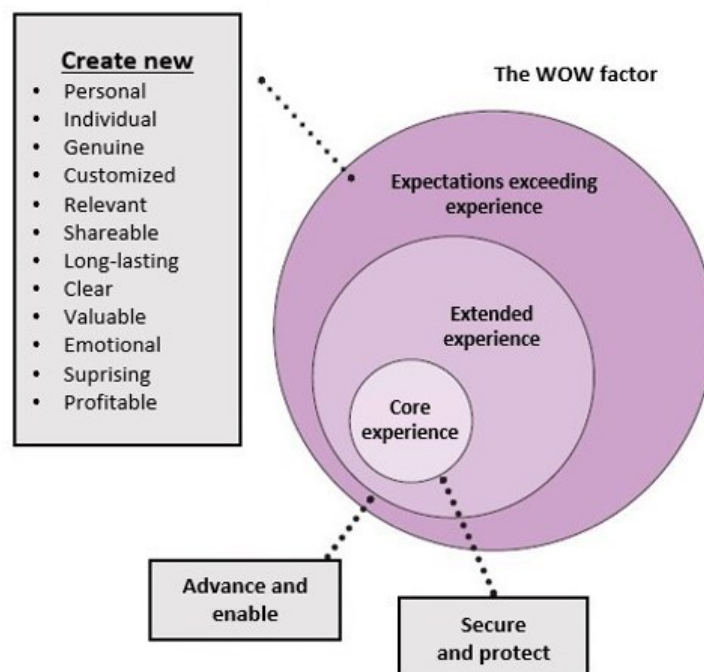 Create new
• Personal
• Individual
• Genuine
• Customized
• Relevant
• Shareable
• Long-lasting
• Clear
• Valuable
• Emotional
• Suprising
• Profitable
The WOW factor
Expectations exceeding
experience
Extended
experience
Core
experience
Advance and
enable
Secure
and protect